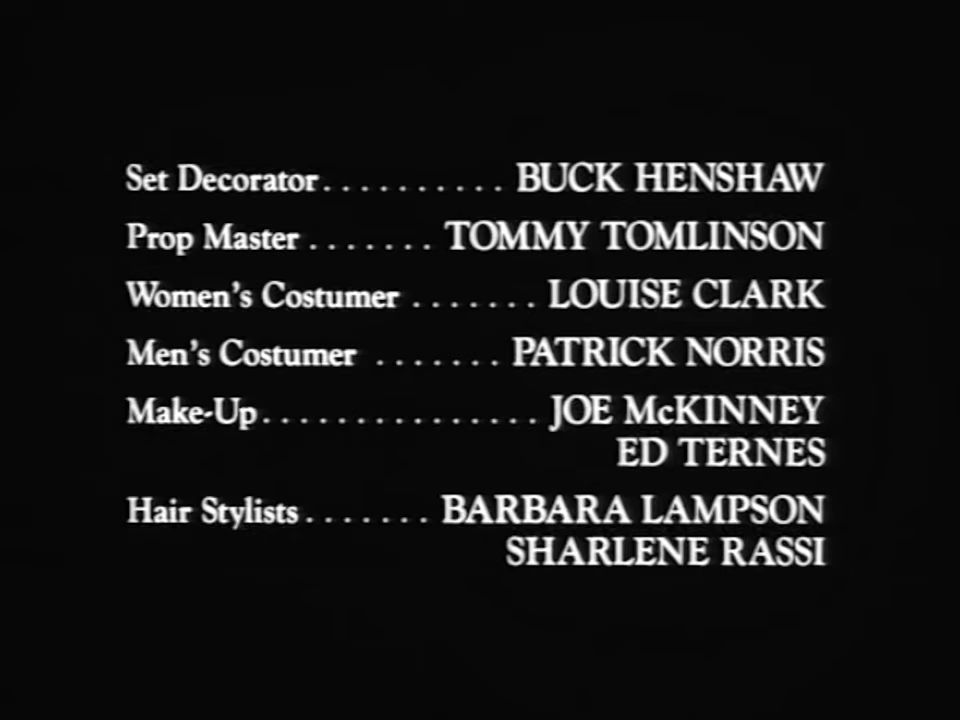 Set Decorator.......... BUCK HENSHAW
Prop Master ....... TOMMY TOMLINSON
Women's Costumer ....... LOUISE CLARK
Men's Costumer ....... PATRICK NORRIS
Make-Up................ JOE McKINNEY
ED TERNES
Hair Stylists....... BARBARA LAMPSON
SHARLENE RASSI